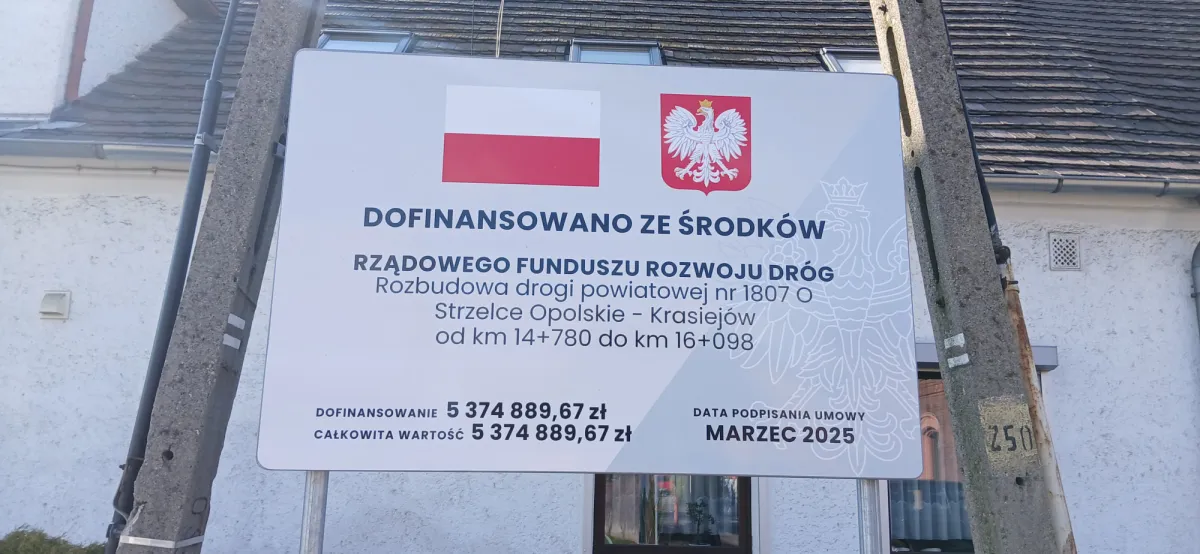 DOFINANSOWANO ZE ŚRODKÓW
RZĄDOWEGO FUNDUSZU ROZWOJU DRÓG
Rozbudowa drogi powiatowej nr 1807 O
Strzelce Opolskie - Krasiejów
od km 14+780 do km 16+098
DOFINANSOWANIE 5 374 889,67 zł
CAŁKOWITA WARTOŚĆ 5 374 889,67 zł
DATA PODPISANIA UMOWY
MARZEC 2025
250